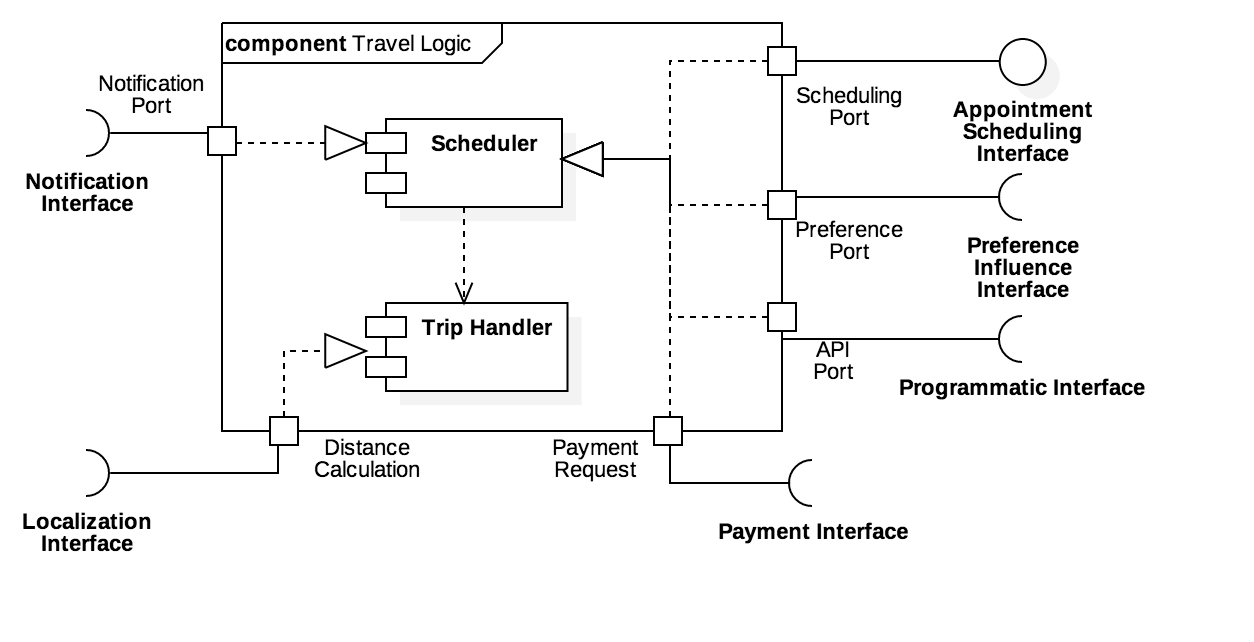 component Travel Logic
Notification
Port
Notification
Interface
Scheduler
Scheduling
Port
Appointment
Scheduling
Interface
Preference
Port
Preference
Influence
Interface
Trip Handler
API
Port
Programmatic Interface
Distance
Calculation
Payment
Request
Localization
Interface
Payment Interface